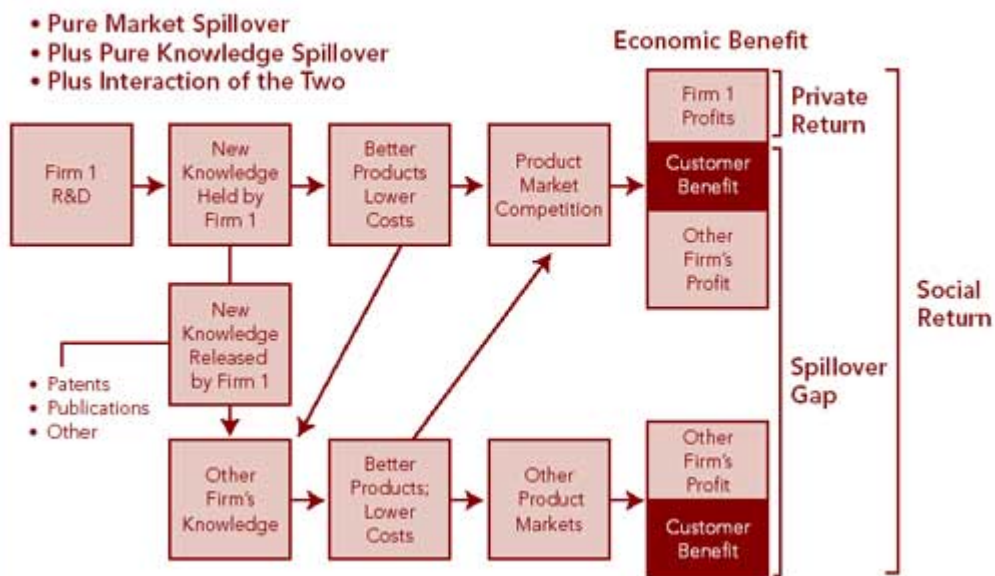 • Pure Market Spillover
• Plus Pure Knowledge Spillover
• Plus Interaction of the Two
Economic Benefit
Firm 1
R&D
New
Knowledge
Held by
Firm 1
Better
Products
Lower
Costs
Product
Market
Competition
Firm 1
Profits
Private
Return
Customer
Benefit
Other
Firm's
Profit
New
Knowledge
Released
by Firm 1
• Patents
• Publications
• Other
Social
Return
Spillover
Gap
Other
Firm's
Knowledge
Better
Products;
Lower
Costs
Other
Product
Markets
Other
Firm's
Profit
Customer
Benefit